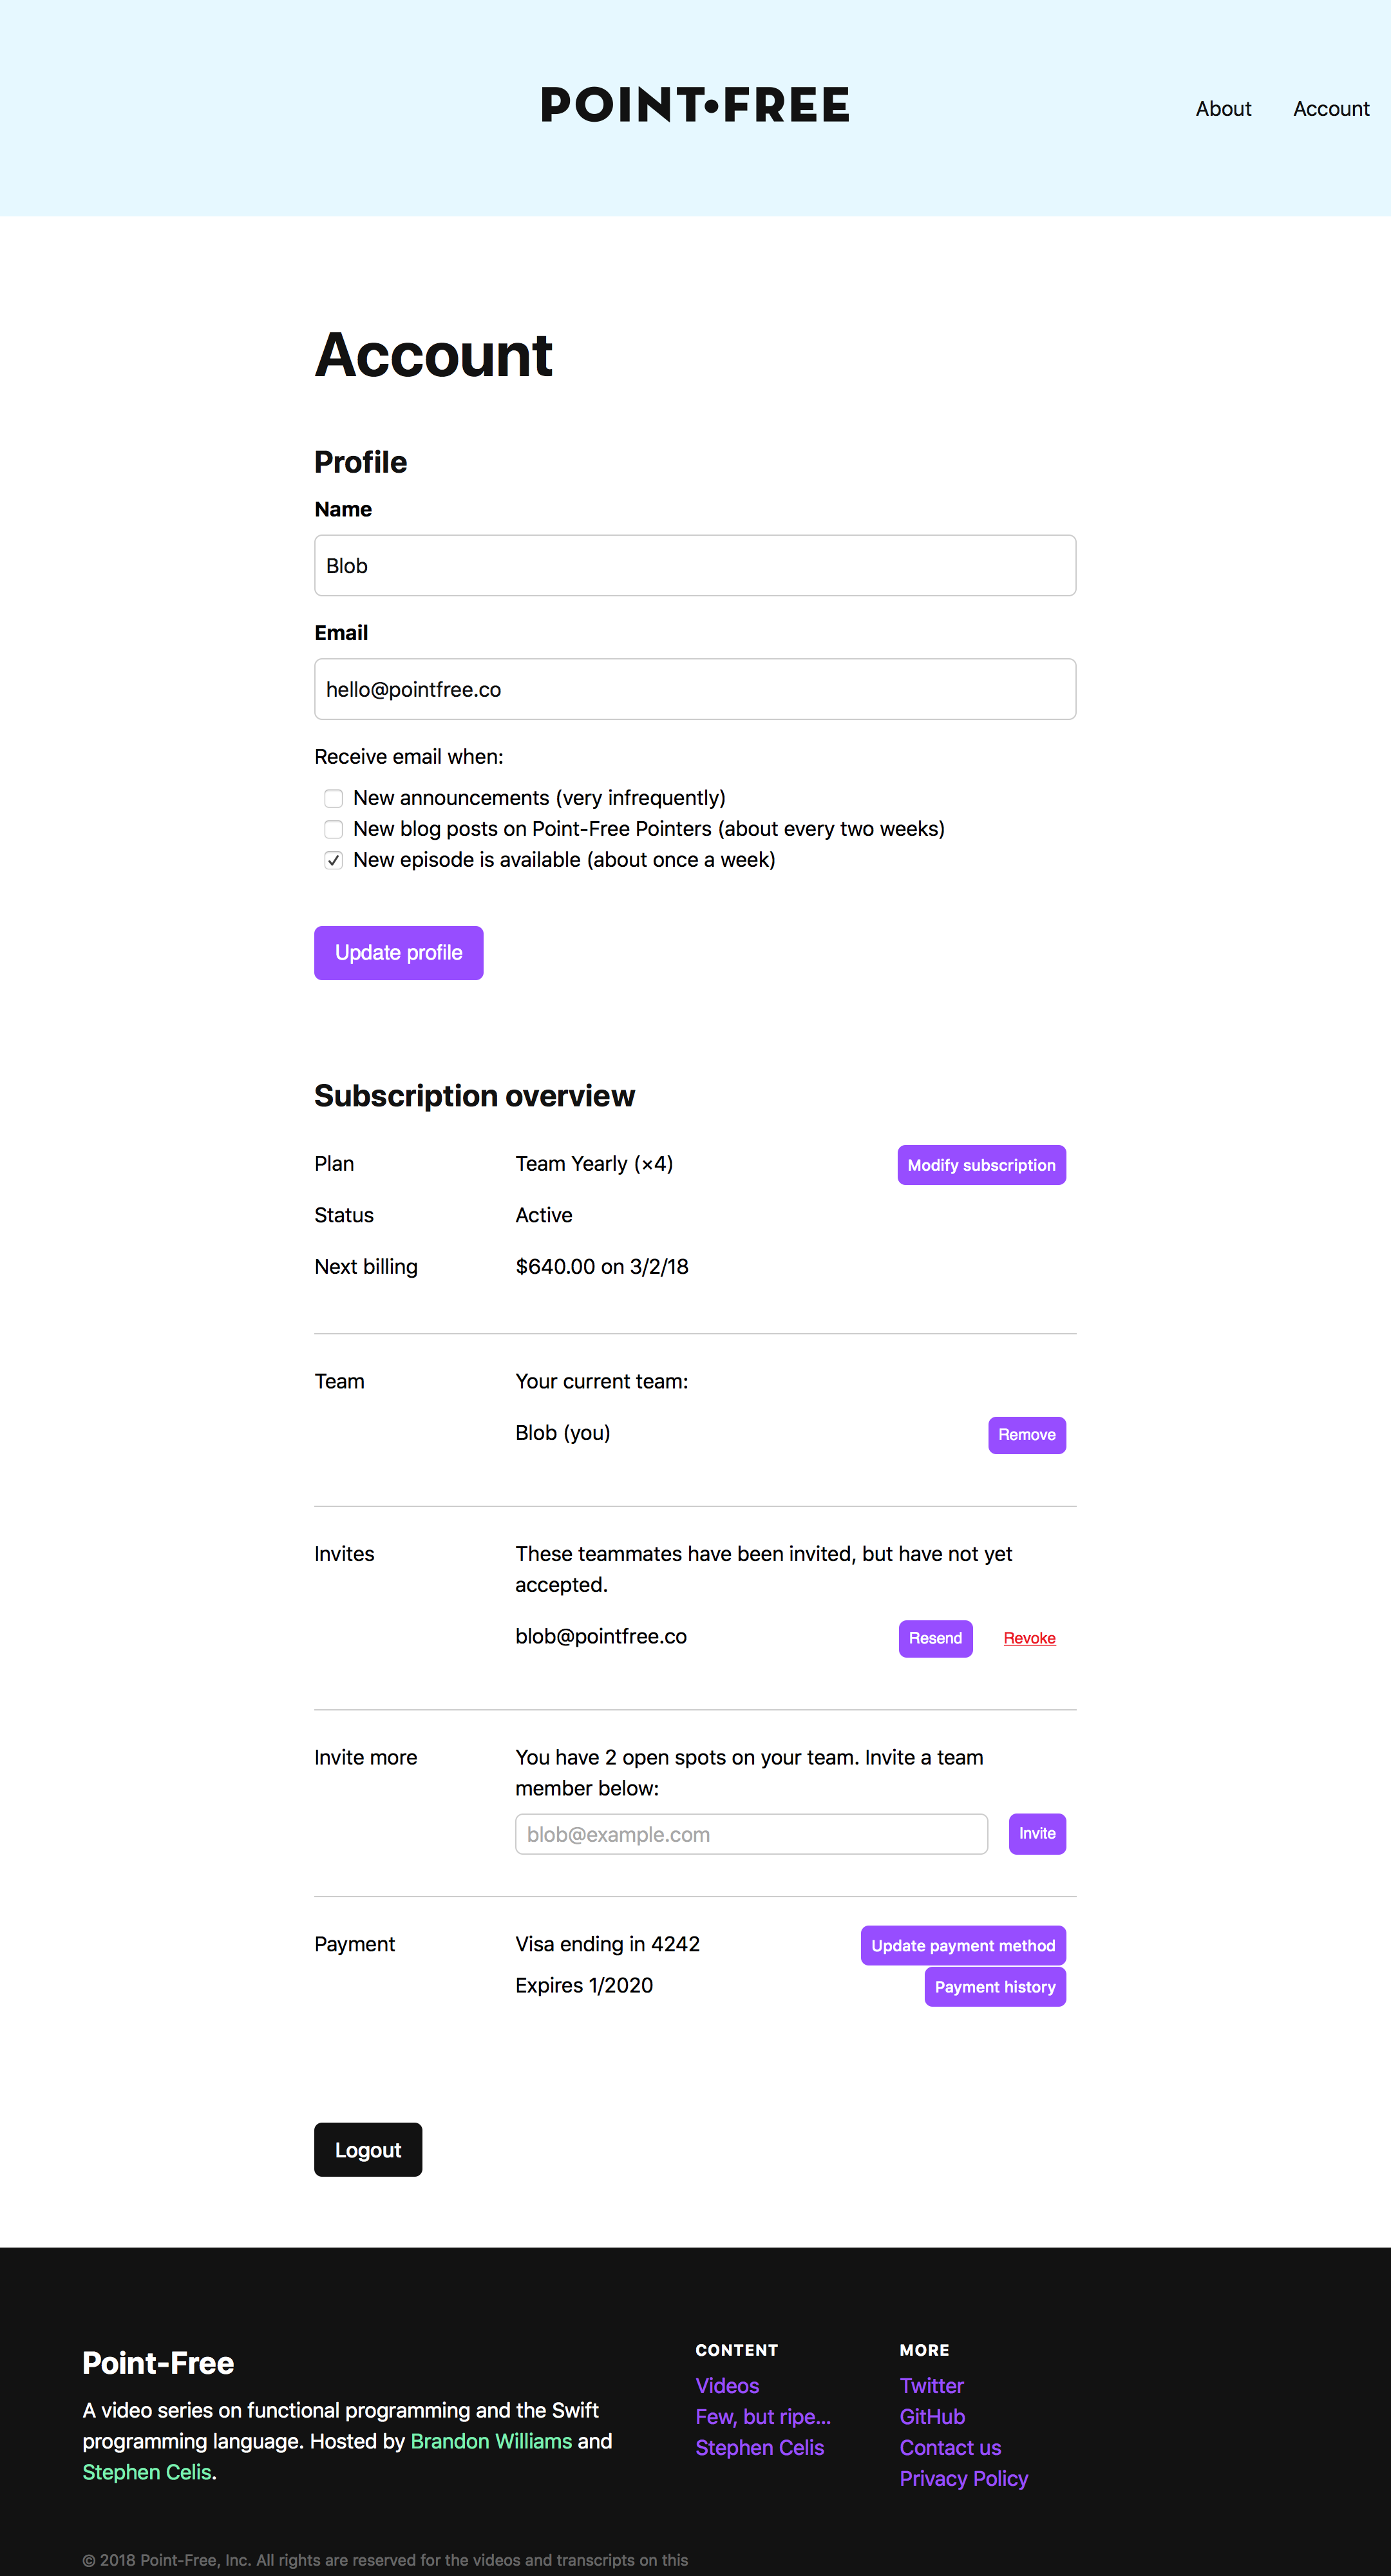 POINT•FREE
About
Account
Account
Profile
Name
Blob
Email
hello@pointfree.co
Receive email when:
New announcements (very infrequently)
New blog posts on Point-Free Pointers (about every two weeks)
New episode is available (about once a week)
Update profile
Subscription overview
Plan
Team Yearly (×4)
Modify subscription
Status
Active
Next billing
$640.00 on 3/2/18
Team
Your current team:
Blob (you)
Remove
Invites
These teammates have been invited, but have not yet
accepted.
blob@pointfree.co
Resend
Revoke
Invite more
You have 2 open spots on your team. Invite a team
member below:
blob@example.com
Invite
Payment
Visa ending in 4242
Update payment method
Expires 1/2020
Payment history
Logout
Point-Free
A video series on functional programming and the Swift
programming language. Hosted by Brandon Williams and
Stephen Celis.
CONTENT
Videos
Few, but ripe...
Stephen Celis
MORE
Twitter
GitHub
Contact us
Privacy Policy
© 2018 Point-Free, Inc. All rights are reserved for the videos and transcripts on this